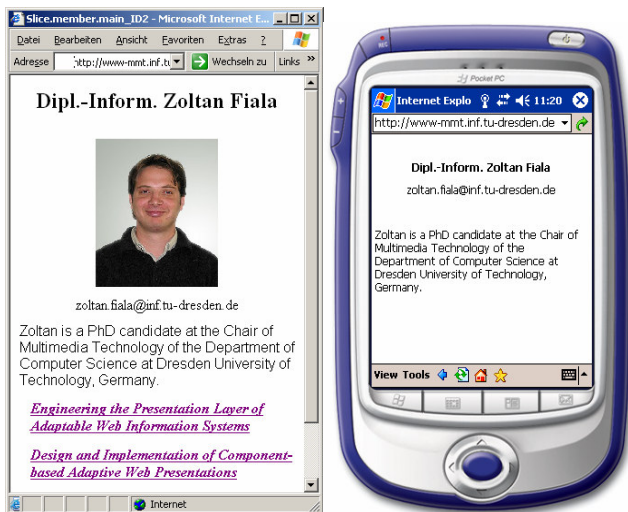 Slice.member.main_ID2 - Microsoft Internet E...
Datei Bearbeiten Ansicht Favoriten Extras ? 
Adresse http://www-mmt.inf.tu Wechseln zu Links »
Dipl.-Inform. Zoltan Fiala
zoltan.fiala@inf.tu-dresden.de
Zoltan is a PhD candidate at the Chair of
Multimedia Technology of the Department of
Computer Science at Dresden University of
Technology, Germany.
Engineering the Presentation Layer of
Adaptable Web Information Systems
Design and Implementation of Component-
based Adaptive Web Presentations
Internet
REC
Pocket PC
Internet Explo 11:20
http://www-mmt.inf.tu-dresden.de
Dipl.-Inform. Zoltan Fiala
zoltan.fiala@inf.tu-dresden.de
Zoltan is a PhD candidate at the Chair of
Multimedia Technology of the
Department of Computer Science at
Dresden University of Technology,
Germany.
View Tools